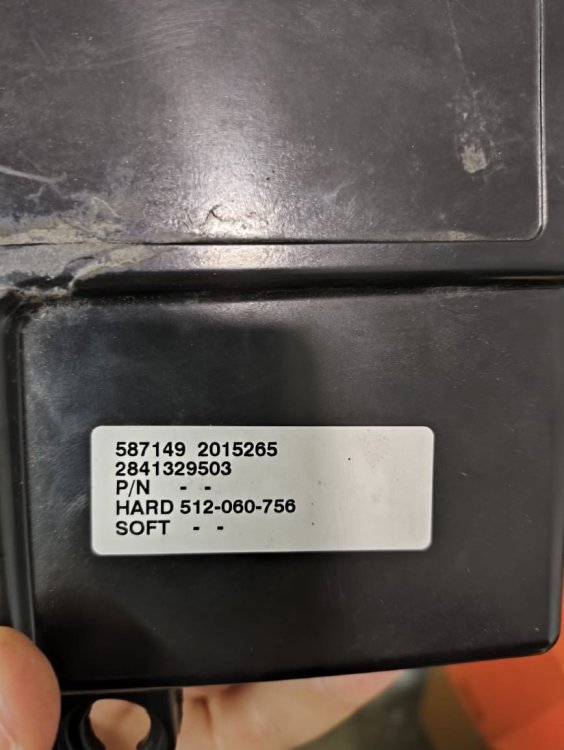 587149 2015265
2841329503
P/N - -
HARD 512-060-756
SOFT - -